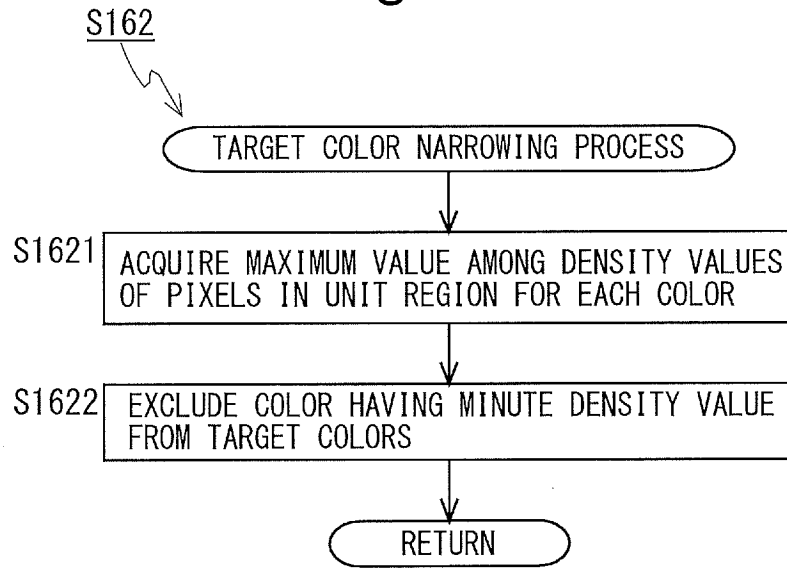 S162
TARGET COLOR NARROWING PROCESS
S1621
ACQUIRE MAXIMUM VALUE AMONG DENSITY VALUES
OF PIXELS IN UNIT REGION FOR EACH COLOR
S1622
EXCLUDE COLOR HAVING MINUTE DENSITY VALUE
FROM TARGET COLORS
RETURN